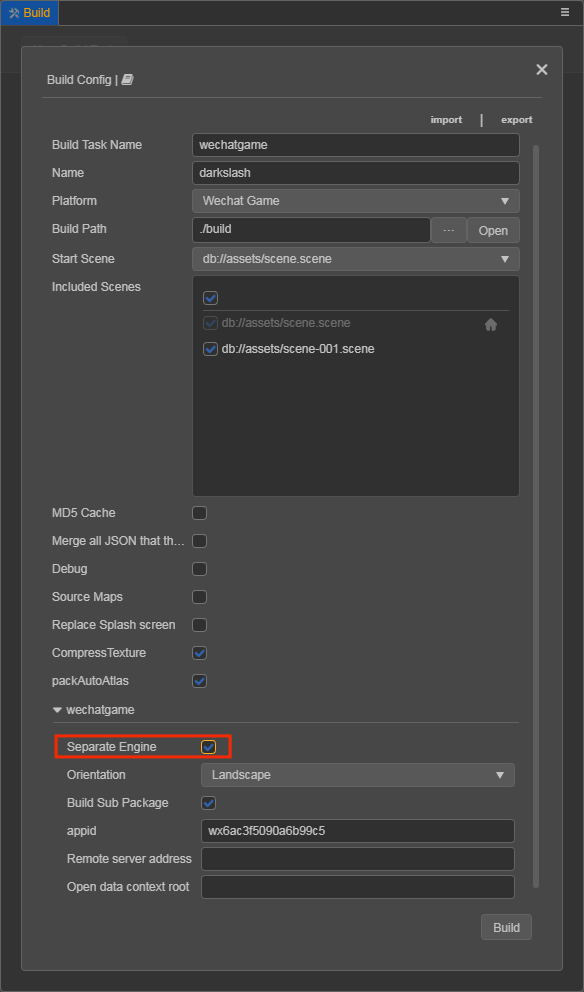 Build
Build Config |
import | export
Build Task Name wechatgame
Name darkslash
Platform Wechat Game
Build Path ./build ... Open
Start Scene db://assets/scene.scene
Included Scenes
db://assets/scene.scene
db://assets/scene-001.scene
MD5 Cache
Merge all JSON that th...
Debug
Source Maps
Replace Splash screen
CompressTexture
packAutoAtlas
wechatgame
Separate Engine
Orientation Landscape
Build Sub Package
appid wx6ac3f5090a6b99c5
Remote server address
Open data context root
Build